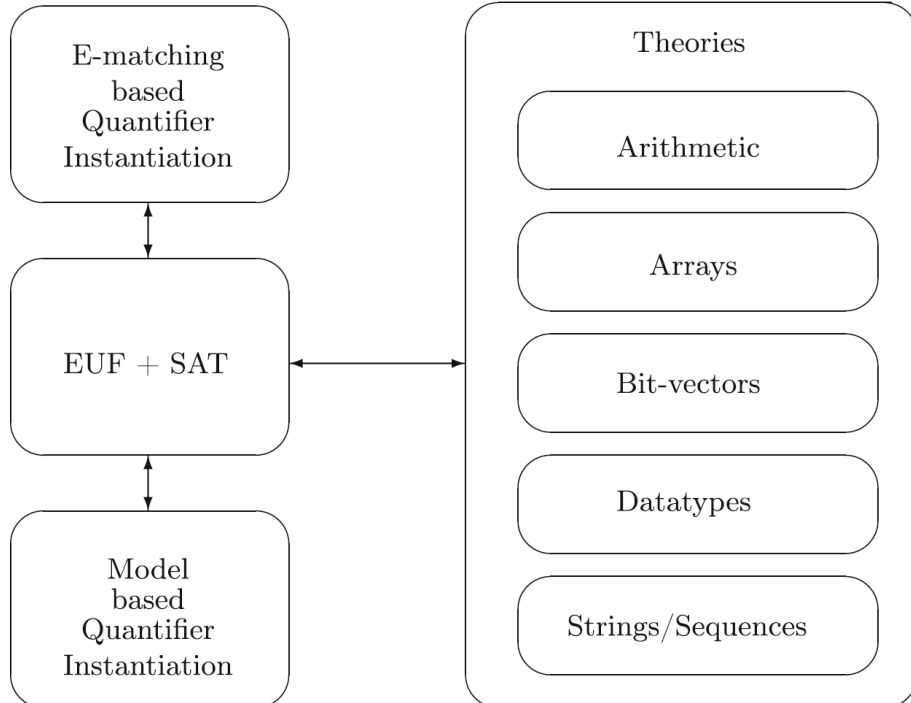 E-matching
based
Quantifier
Instantiation
EUF + SAT
Model
based
Quantifier
Instantiation
Theories
Arithmetic
Arrays
Bit-vectors
Datatypes
Strings/Sequences